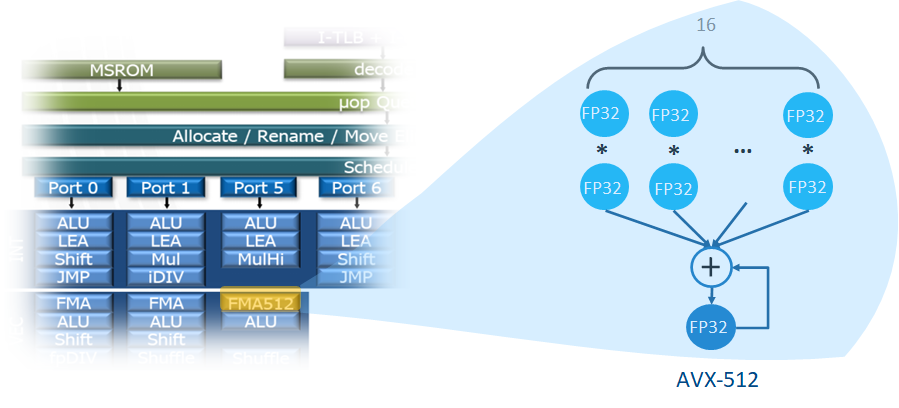 16
I-TLB
MSROM
decod
µop Qu
Allocate / Rename / Move E
Schedu
Port 0 Port 1 Port 5 Port 6
ALU ALU ALU ALU
LEA LEA LEA LEA
Shift Mul MulHi Shift
JMP iDIV JMP
FMA FMA FMA512
ALU ALU ALU
Shift Shift
Shuffle Shuffle
FP32 FP32 FP32
* * ... *
FP32 FP32 FP32
+
FP32
AVX-512